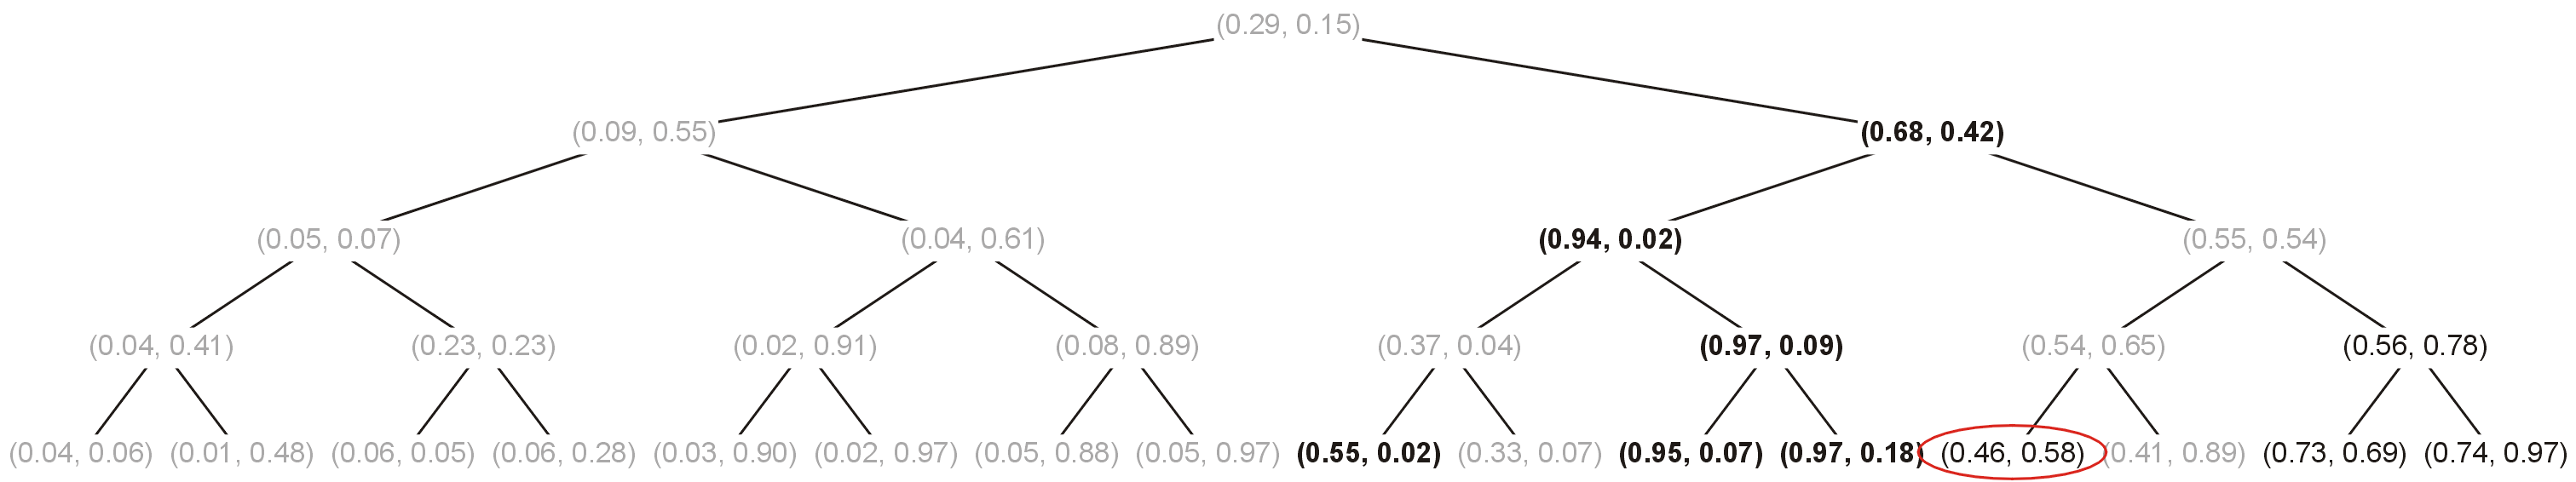 (0.29, 0.15)
(0.09, 0.55) (0.68, 0.42)
(0.05, 0.07) (0.04, 0.61) (0.94, 0.02) (0.55, 0.54)
(0.04, 0.41) (0.23, 0.23) (0.02, 0.91) (0.08, 0.89) (0.37, 0.04) (0.97, 0.09) (0.54, 0.65) (0.56, 0.78)
(0.04, 0.06) (0.01, 0.48) (0.06, 0.05) (0.06, 0.28) (0.03, 0.90) (0.02, 0.97) (0.05, 0.88) (0.05, 0.97) (0.55, 0.02) (0.33, 0.07) (0.95, 0.07) (0.97, 0.18) (0.46, 0.58) (0.41, 0.89) (0.73, 0.69) (0.74, 0.97)